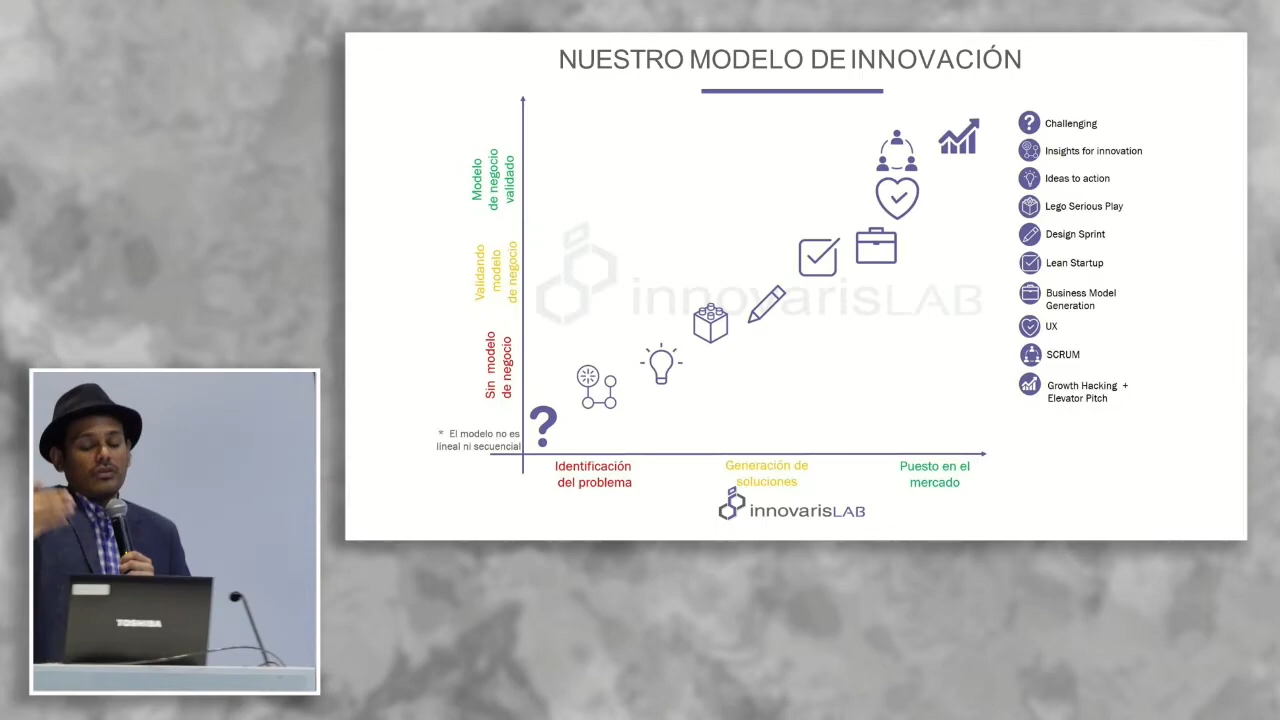 NUESTRO MODELO DE INNOVACIÓN
Modelo
de negocio
validado
Validando
modelo
de negocio
Sin modelo
de negocio
* El modelo no es
lineal ni secuencial
Identificación
del problema
Generación de
soluciones
Puesto en el
mercado
innovarisLAB
innovarisLAB
? Challenging
Insights for innovation
Ideas to action
Lego Serious Play
Design Sprint
Lean Startup
Business Model
Generation
UX
SCRUM
Growth Hacking +
Elevator Pitch
TOSHIBA